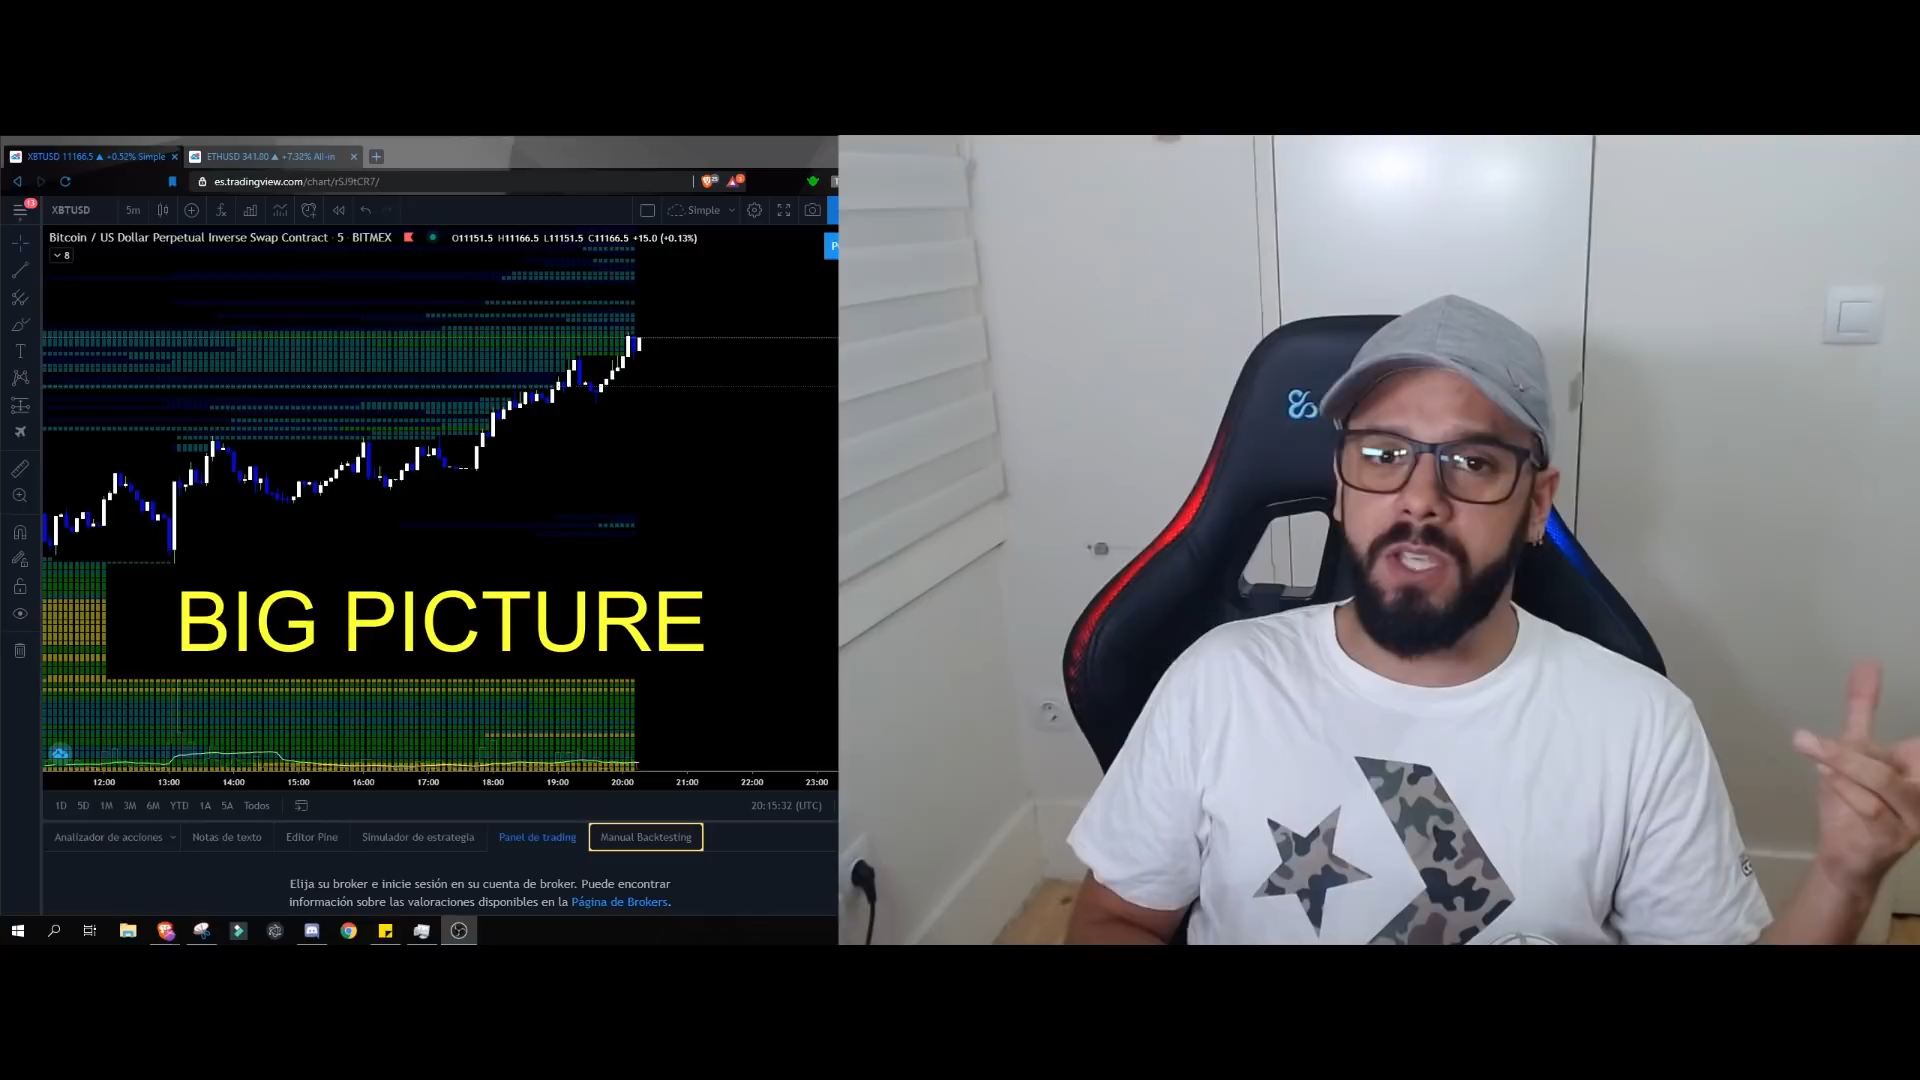 XBTUSD 11166.5 ▲ +0.52% Simple
ETHUSD 341.80 ▲ +7.32% All-in
es.tradingview.com/chart/rSJ9tCR7/
13
XBTUSD
5m
Simple
Bitcoin / US Dollar Perpetual Inverse Swap Contract · 5 · BITMEX
O11151.5 H11166.5 L11151.5 C11166.5 +15.0 (+0.13%)
8
BIG PICTURE
12:00 13:00 14:00 15:00 16:00 17:00 18:00 19:00 20:00 21:00 22:00 23:00
1D 5D 1M 3M 6M YTD 1A 5A Todos
20:15:32 (UTC)
Analizador de acciones Notas de texto Editor Pine Simulador de estrategia Panel de trading Manual Backtesting
Elija su broker e inicie sesión en su cuenta de broker. Puede encontrar
información sobre las valoraciones disponibles en la Página de Brokers.